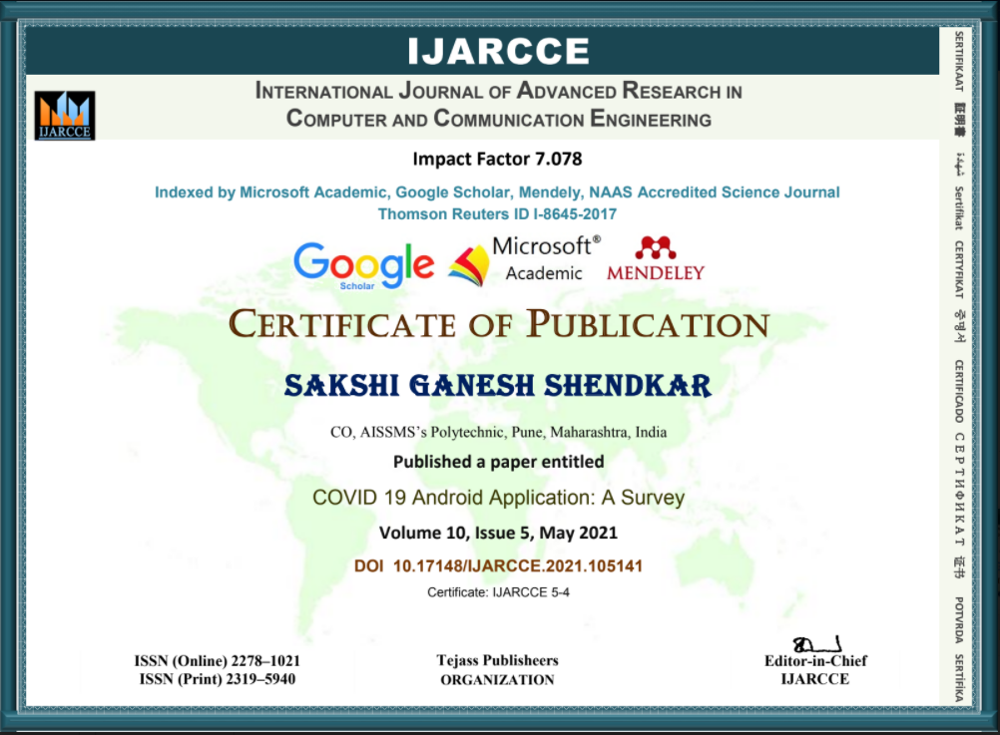 IJARCCE
INTERNATIONAL JOURNAL OF ADVANCED RESEARCH IN
COMPUTER AND COMMUNICATION ENGINEERING
IJARCCE
Impact Factor 7.078
Indexed by Microsoft Academic, Google Scholar, Mendely, NAAS Accredited Science Journal
Thomson Reuters ID I-8645-2017
Google
Scholar
Microsoft®
Academic
MENDELEY
CERTIFICATE OF PUBLICATION
SAKSHI GANESH SHENDKAR
CO, AISSMS's Polytechnic, Pune, Maharashtra, India
Published a paper entitled
COVID 19 Android Application: A Survey
Volume 10, Issue 5, May 2021
DOI 10.17148/IJARCCE.2021.105141
Certificate: IJARCCE 5-4
ISSN (Online) 2278–1021
ISSN (Print) 2319–5940
Tejass Publisheers
ORGANIZATION
Editor-in-Chief
IJARCCE
SERTIFIKAAT 証明書 شهادة Sertifikat CERTYFIKAT 증명서 CERTIFICADO СЕРТИФИКАТ 证书 POTVRDA SERTİFİKA